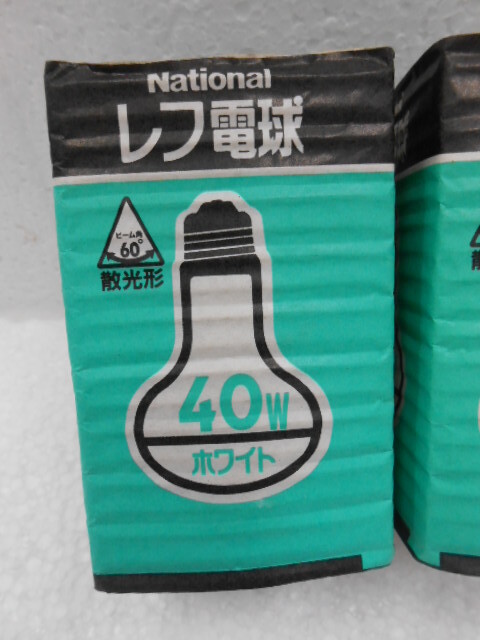 National
レフ電球
ビーム角
60°
散光形
40W
ホワイト